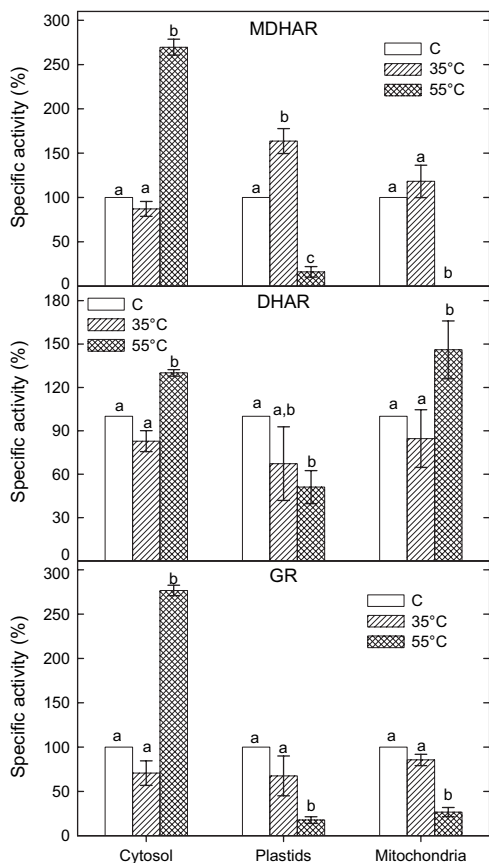 MDHAR
C
35°C
55°C
Specific activity (%)
300
250
200
150
100
50
0
a a b
a b c
a a b
DHAR
C
35°C
55°C
Specific activity (%)
180
150
120
90
60
30
0
a a b
a a,b b
a a b
GR
C
35°C
55°C
Specific activity (%)
300
250
200
150
100
50
0
a a b
a a b
a a b
Cytosol Plastids Mitochondria